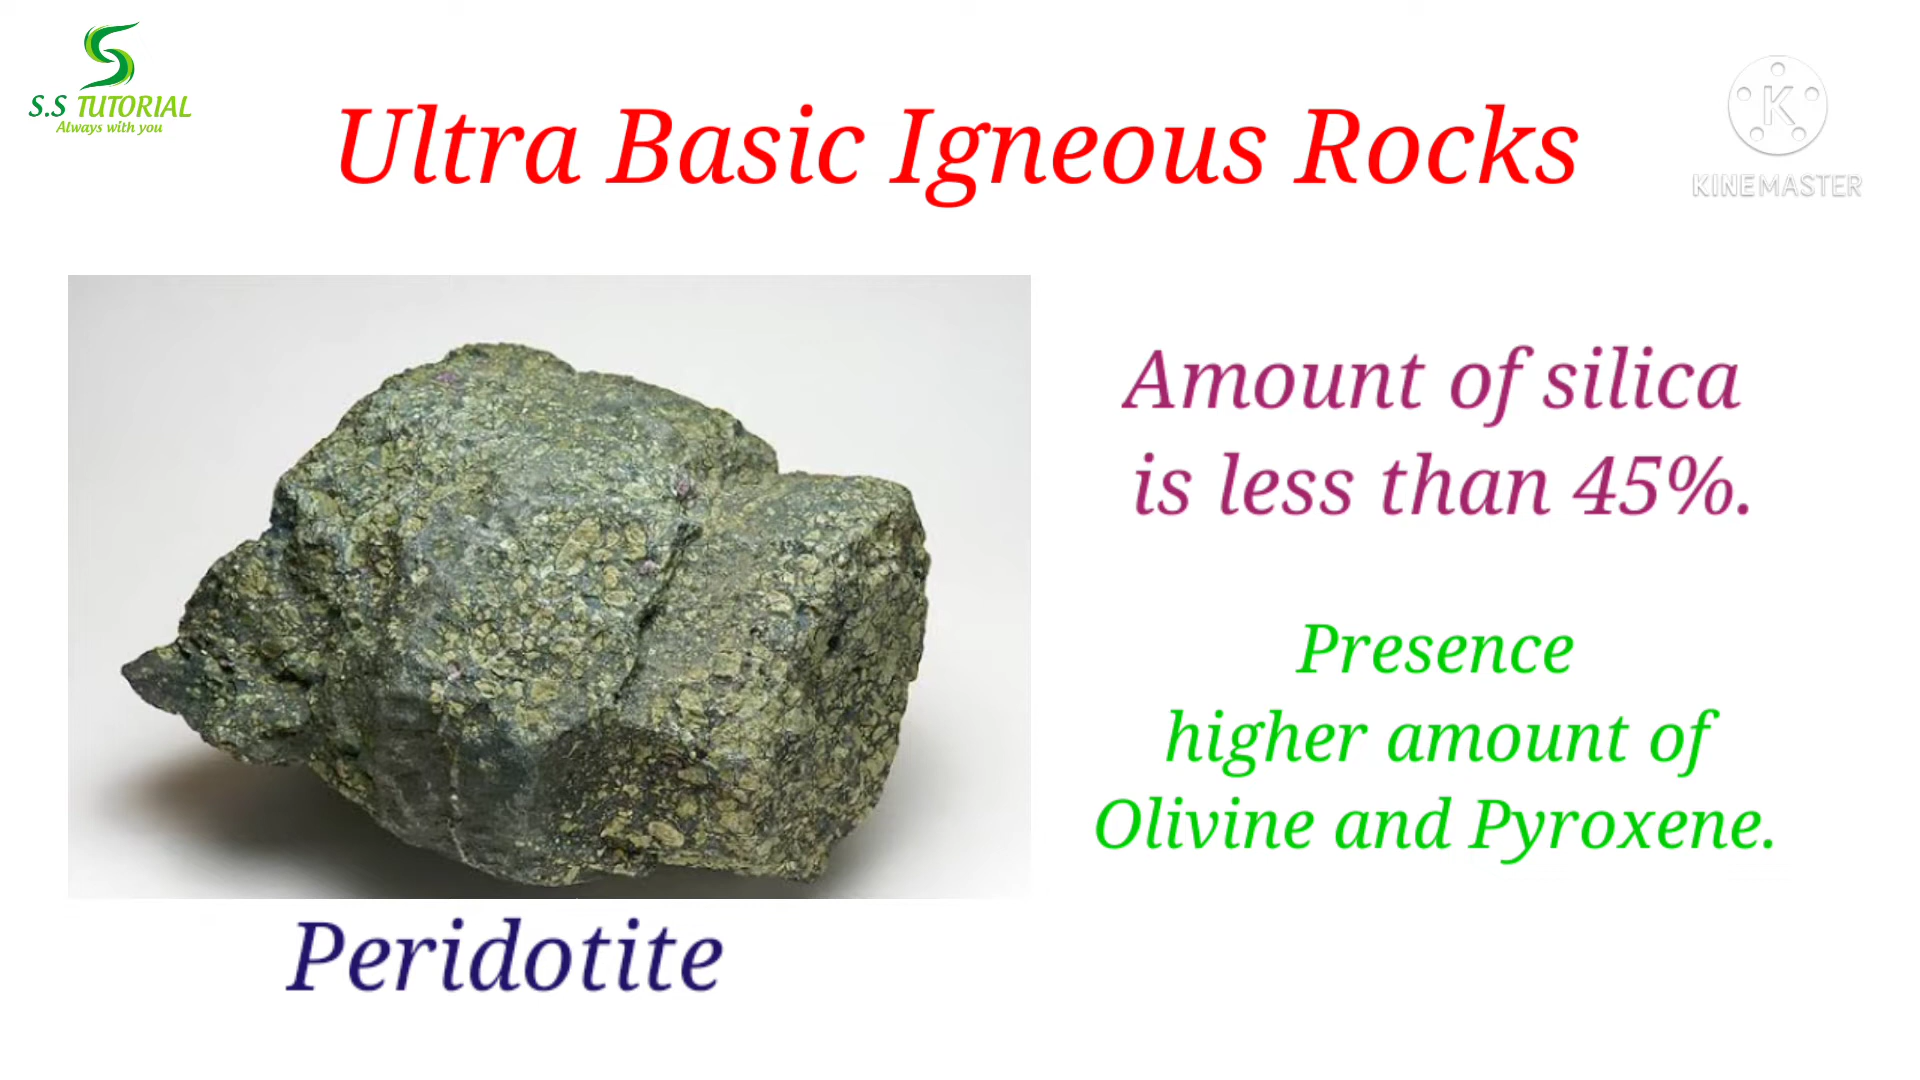 S.S TUTORIAL
Always with you
Ultra Basic Igneous Rocks
K
KINEMASTER
Amount of silica
is less than 45%.
Presence
higher amount of
Olivine and Pyroxene.
Peridotite